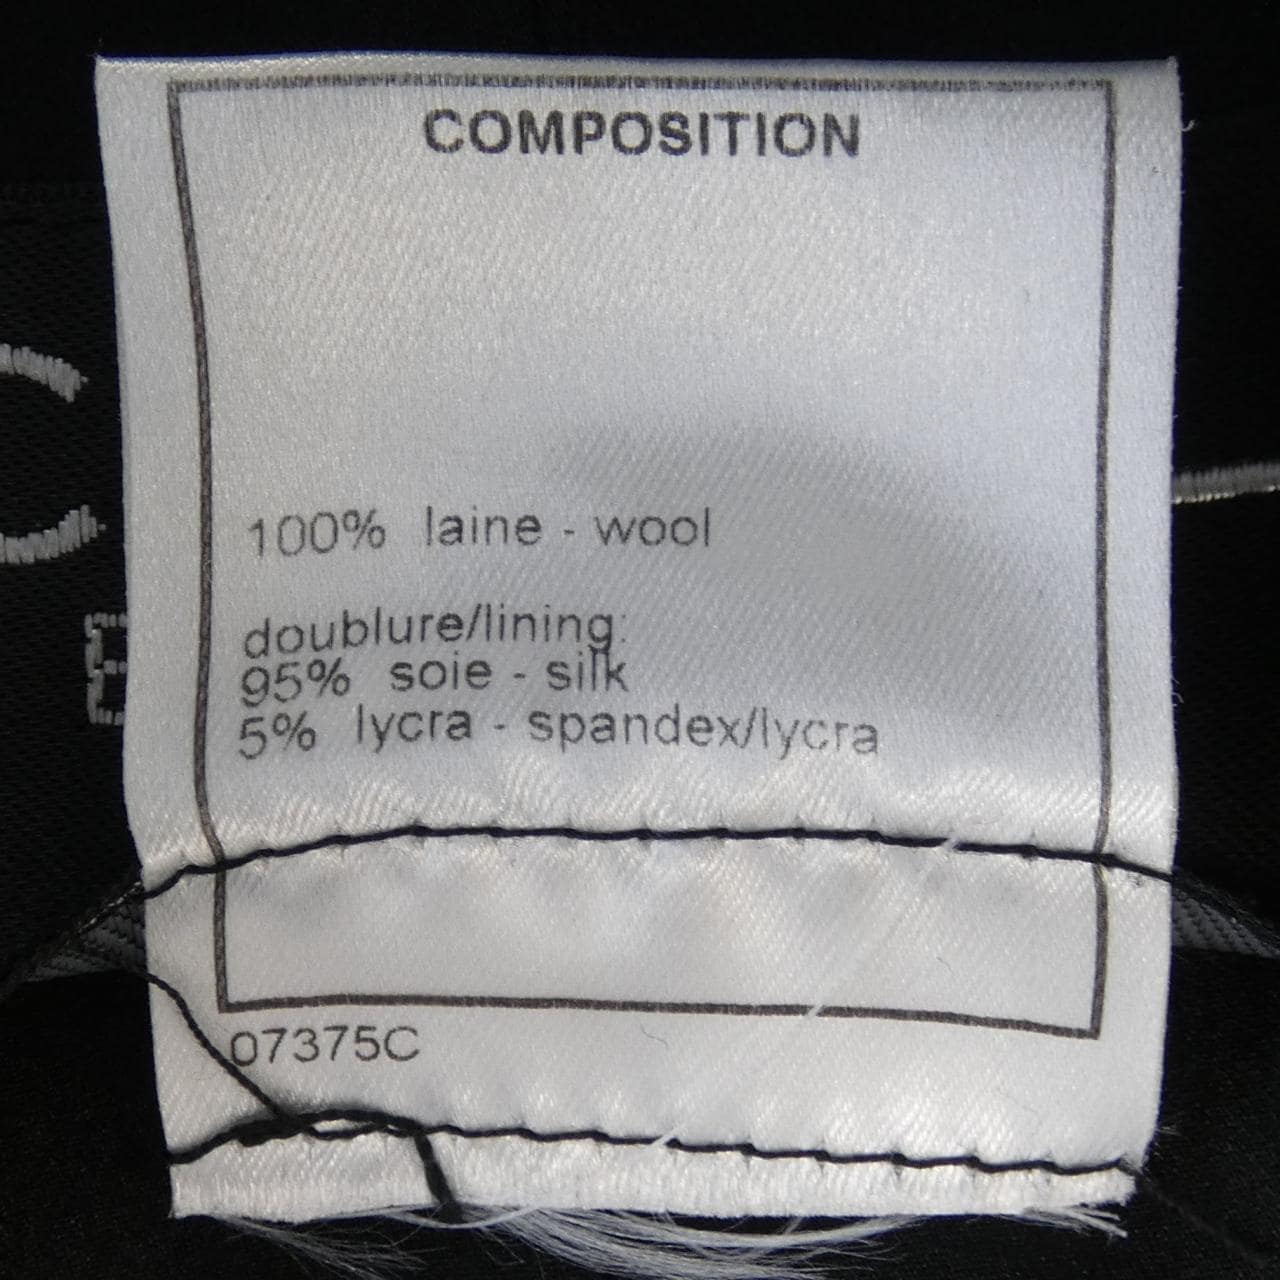 COMPOSITION
100% laine - wool
doublure/lining:
95% soie - silk
5% lycra - spandex/lycra
07375C